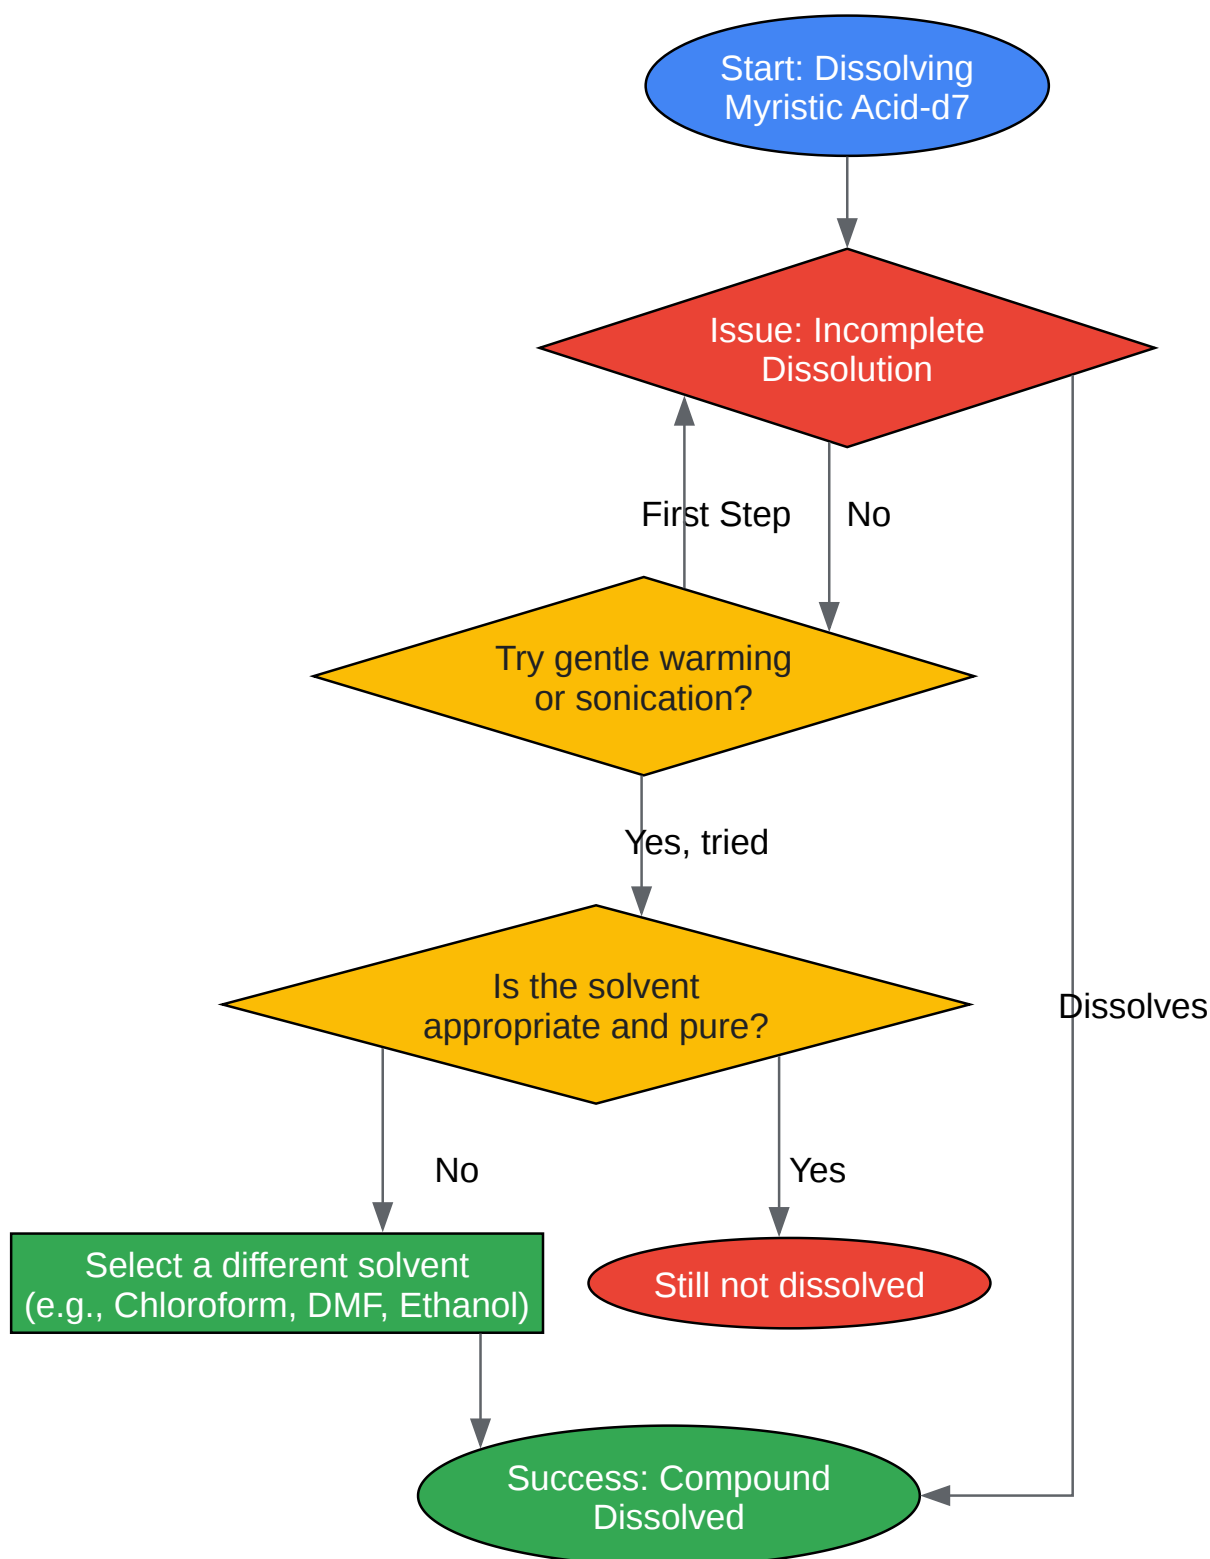 Start: Dissolving
Myristic Acid-d7
Issue: Incomplete
Dissolution
First Step
No
Try gentle warming
or sonication?
Yes, tried
Is the solvent
appropriate and pure?
Dissolves
No
Yes
Select a different solvent
(e.g., Chloroform, DMF, Ethanol)
Still not dissolved
Success: Compound
Dissolved